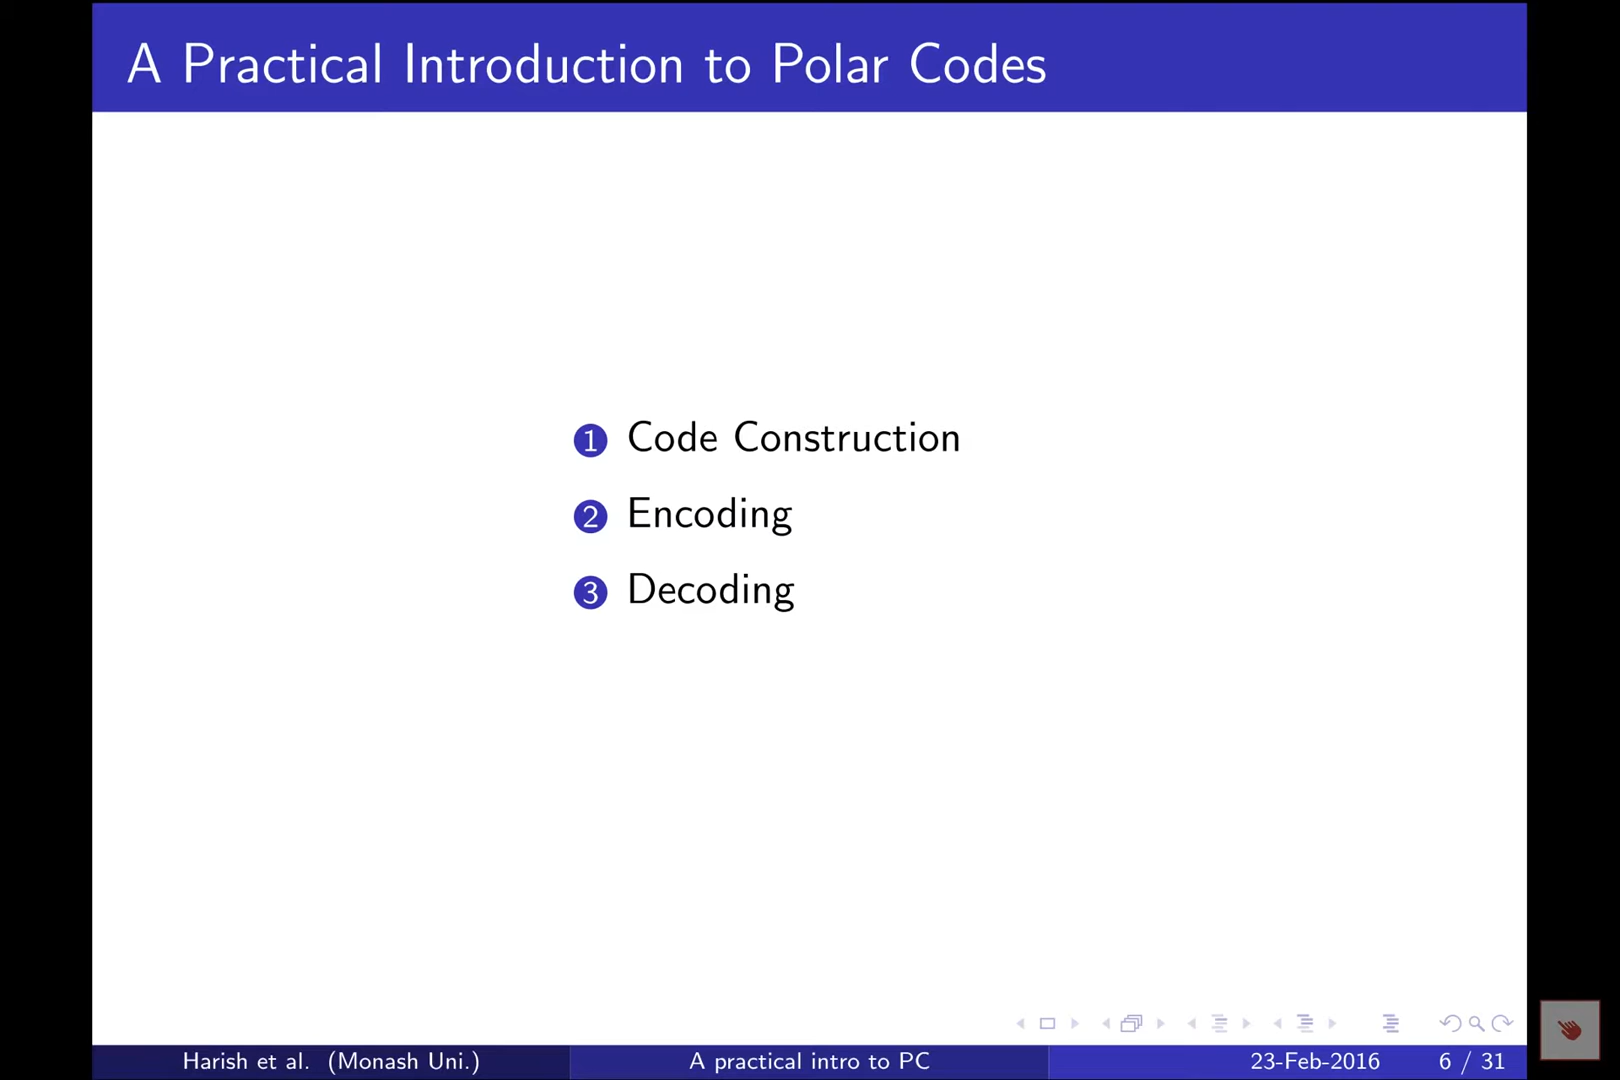 A Practical Introduction to Polar Codes
1 Code Construction
2 Encoding
3 Decoding
Harish et al. (Monash Uni.) A practical intro to PC 23-Feb-2016 6 / 31